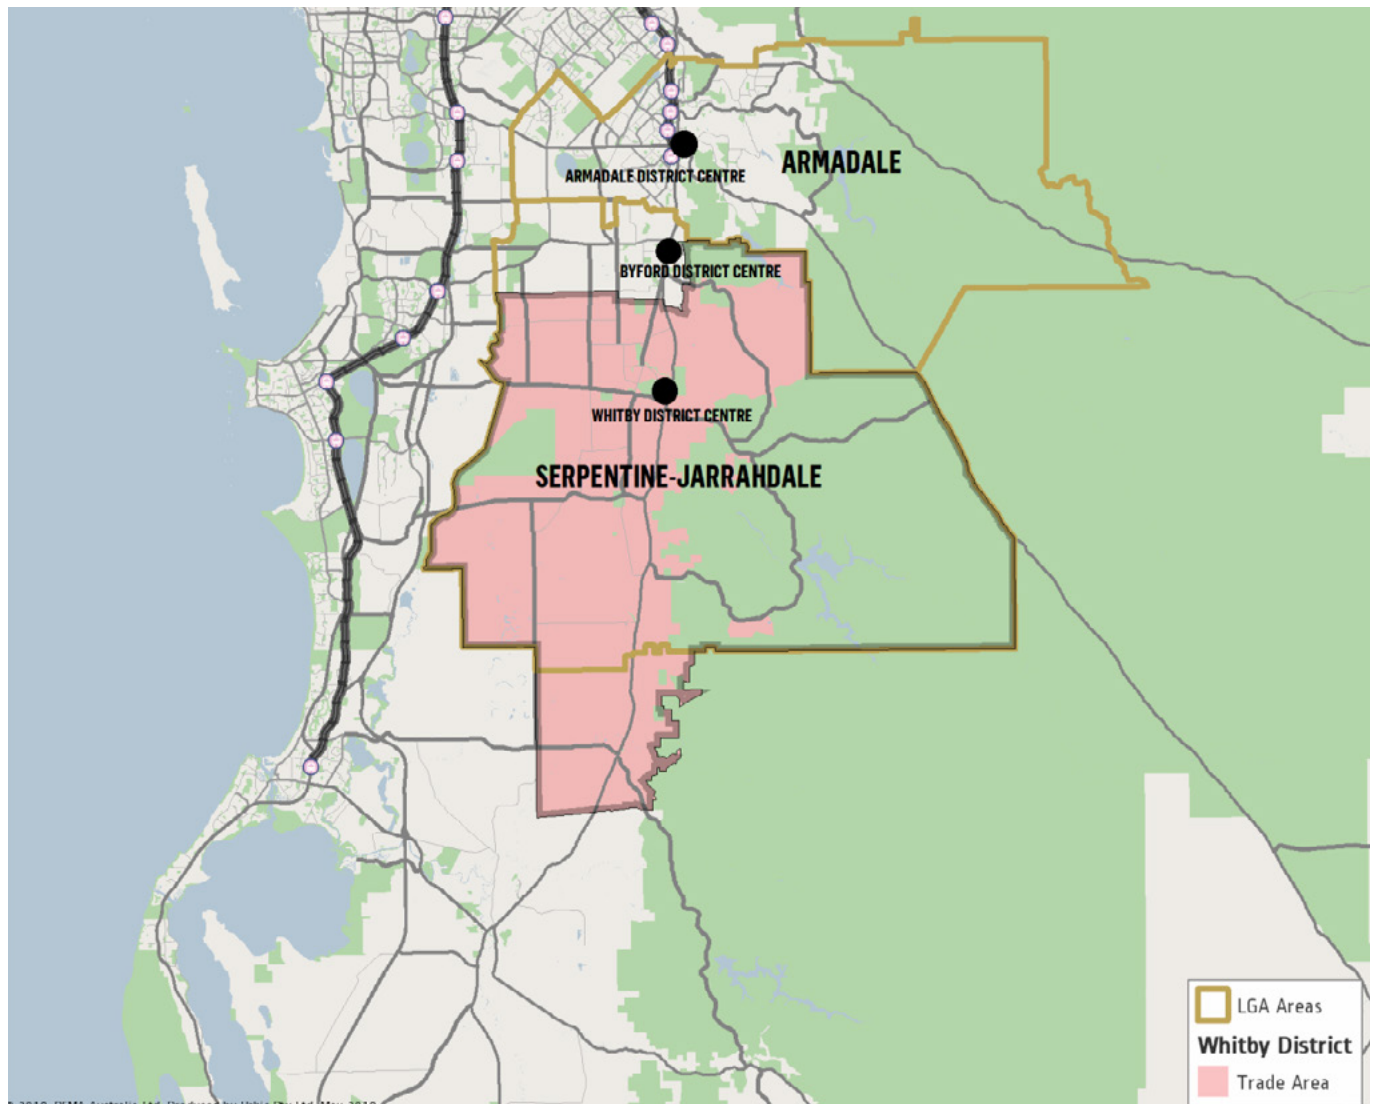 ARMADALE
ARMADALE DISTRICT CENTRE
BYFORD DISTRICT CENTRE
WHITBY DISTRICT CENTRE
SERPENTINE-JARRAHDALE
LGA Areas
Whitby District
Trade Area